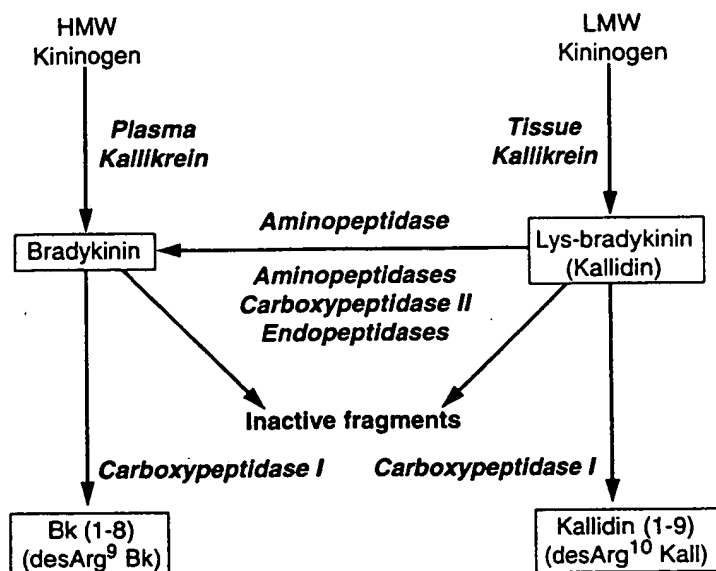 HMW
Kininogen
LMW
Kininogen
Plasma
Kallikrein
Tissue
Kallikrein
Aminopeptidase
Bradykinin
Lys-bradykinin
(Kallidin)
Aminopeptidases
Carboxypeptidase II
Endopeptidases
Inactive fragments
Carboxypeptidase I
Carboxypeptidase I
Bk (1-8)
(desArg⁹ Bk)
Kallidin (1-9)
(desArg¹⁰ Kall)